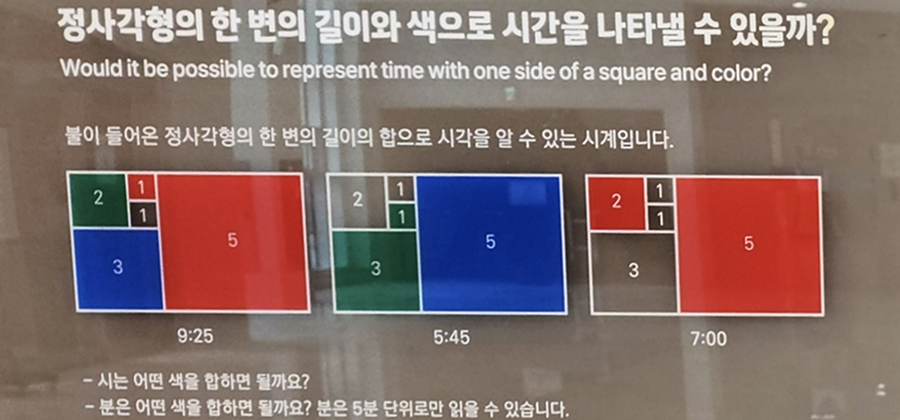 정사각형의 한 변의 길이와 색으로 시간을 나타낼 수 있을까?
Would it be possible to represent time with one side of a square and color?
불이 들어온 정사각형의 한 변의 길이의 합으로 시각을 알 수 있는 시계입니다.
2 1 1 3 5
2 1 1 3 5
2 1 1 3 5
9:25 5:45 7:00
- 시는 어떤 색을 합하면 될까요?
- 분은 어떤 색을 합하면 될까요? 분은 5분 단위로만 읽을 수 있습니다.